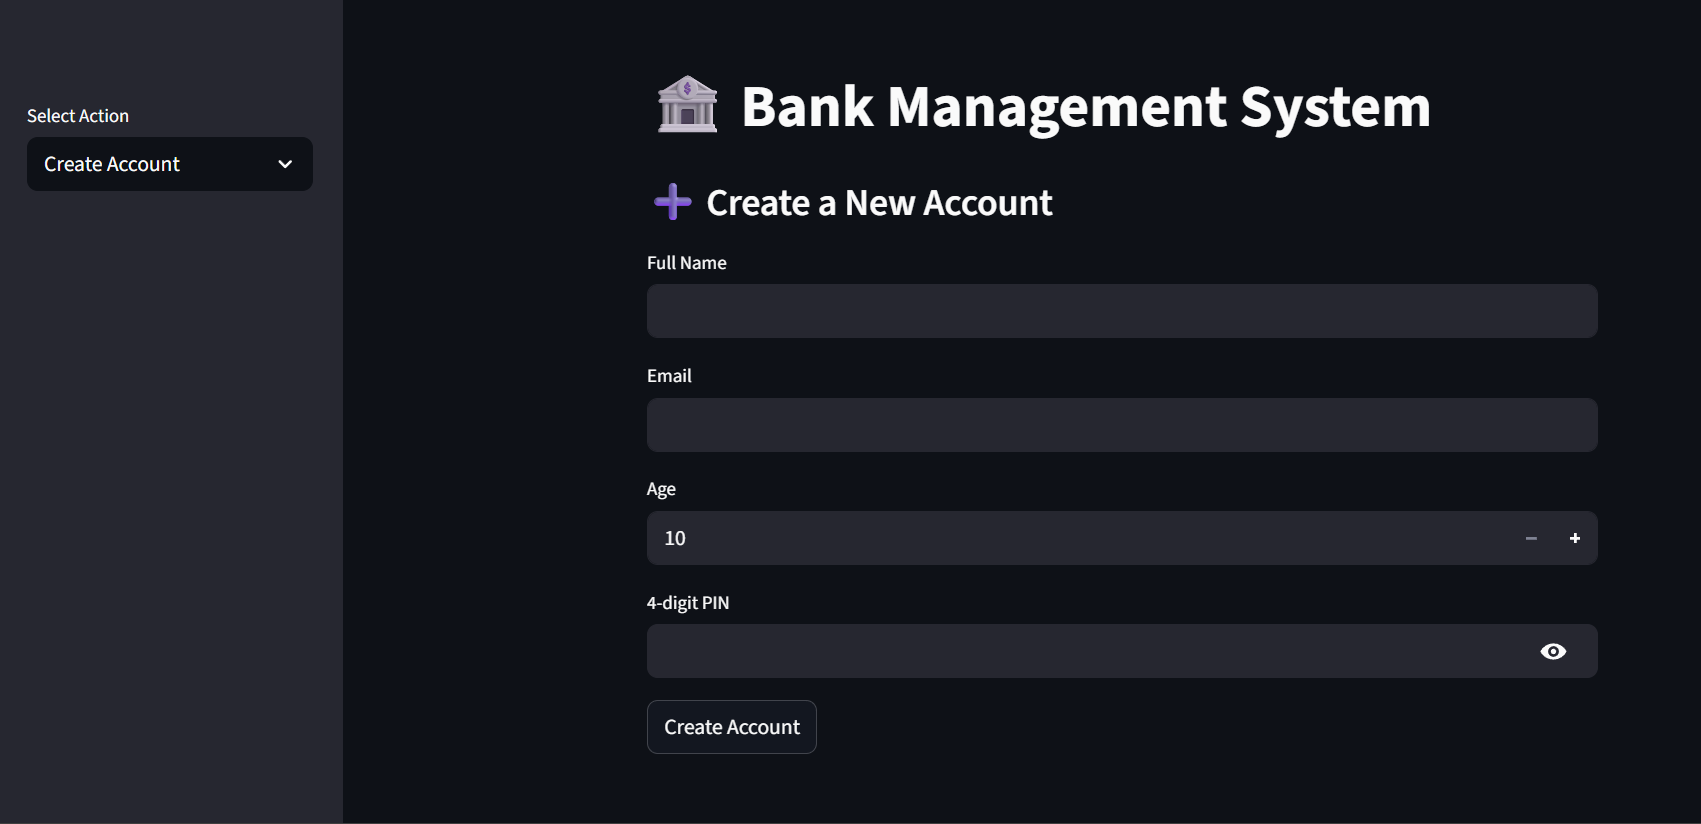 Select Action
Create Account
Bank Management System
Create a New Account
Full Name
Email
Age
10
4-digit PIN
Create Account